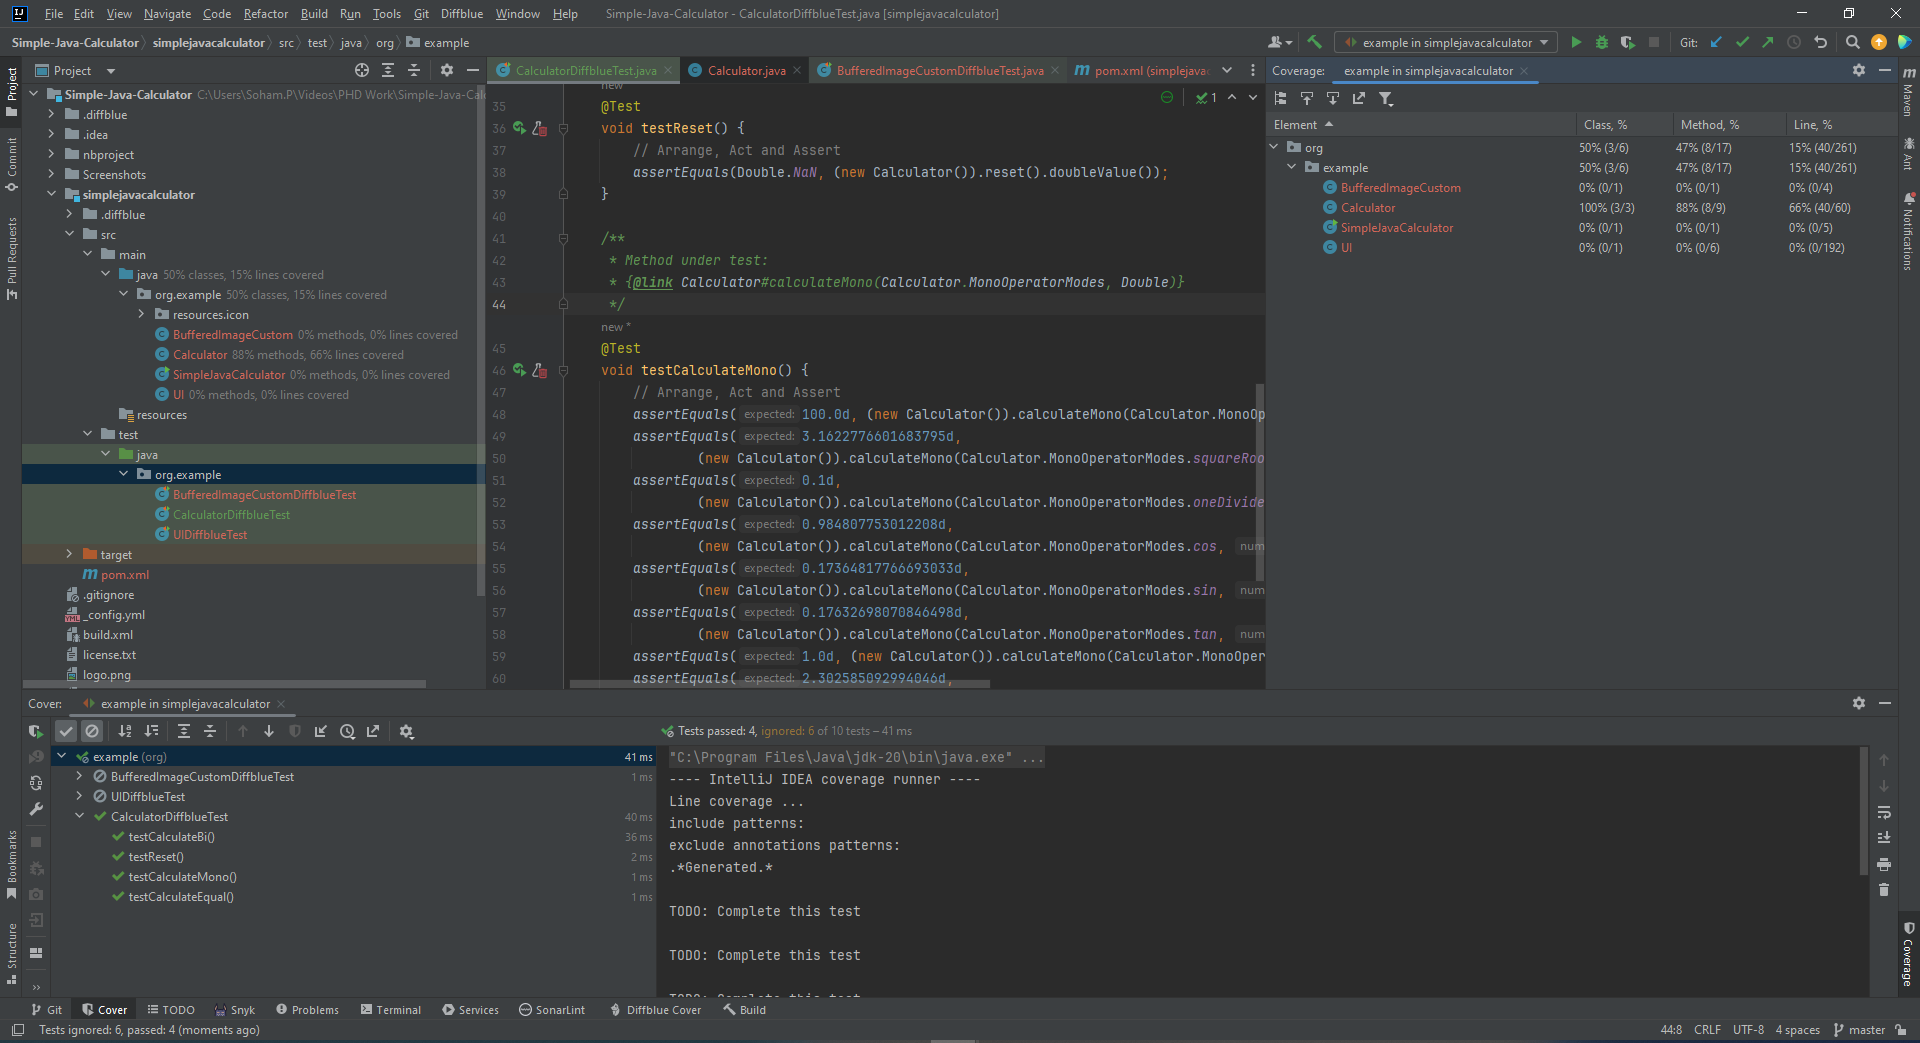 File Edit View Navigate Code Refactor Build Run Tools Git Diffblue Window Help Simple-Java-Calculator - CalculatorDiffblueTest.java [simplejavacalculator]
Simple-Java-Calculator simplejavacalculator src test java org example
example in simplejavacalculator
Git:
Project
CalculatorDiffblueTest.java Calculator.java BufferedImageCustomDiffblueTest.java pom.xml (simplejavac
Coverage: example in simplejavacalculator
Simple-Java-Calculator C:\Users\Soham.P\Videos\PHD Work\Simple-Java-Cal
.diffblue
.idea
nbproject
Screenshots
simplejavacalculator
.diffblue
src
main
java 50% classes, 15% lines covered
org.example 50% classes, 15% lines covered
resources.icon
BufferedImageCustom 0% methods, 0% lines covered
Calculator 88% methods, 66% lines covered
SimpleJavaCalculator 0% methods, 0% lines covered
UI 0% methods, 0% lines covered
resources
test
java
org.example
BufferedImageCustomDiffblueTest
CalculatorDiffblueTest
UIDiffblueTest
target
pom.xml
.gitignore
_config.yml
build.xml
license.txt
logo.png
new
1
35 @Test
36 void testReset() {
37 // Arrange, Act and Assert
38 assertEquals(Double.NaN, (new Calculator()).reset().doubleValue());
39 }
40
41 /**
42 * Method under test:
43 * {@link Calculator#calculateMono(Calculator.MonoOperatorModes, Double)}
44 */
new *
45 @Test
46 void testCalculateMono() {
47 // Arrange, Act and Assert
48 assertEquals( expected: 100.0d, (new Calculator()).calculateMono(Calculator.MonoOp
49 assertEquals( expected: 3.1622776601683795d,
50 (new Calculator()).calculateMono(Calculator.MonoOperatorModes.squareRoo
51 assertEquals( expected: 0.1d,
52 (new Calculator()).calculateMono(Calculator.MonoOperatorModes.oneDivide
53 assertEquals( expected: 0.984807753012208d,
54 (new Calculator()).calculateMono(Calculator.MonoOperatorModes.cos, num
55 assertEquals( expected: 0.17364817766693033d,
56 (new Calculator()).calculateMono(Calculator.MonoOperatorModes.sin, num
57 assertEquals( expected: 0.17632698070846498d,
58 (new Calculator()).calculateMono(Calculator.MonoOperatorModes.tan, num
59 assertEquals( expected: 1.0d, (new Calculator()).calculateMono(Calculator.MonoOper
60 assertEquals( expected: 2.302585092994046d,
Element Class, % Method, % Line, %
org 50% (3/6) 47% (8/17) 15% (40/261)
example 50% (3/6) 47% (8/17) 15% (40/261)
BufferedImageCustom 0% (0/1) 0% (0/1) 0% (0/4)
Calculator 100% (3/3) 88% (8/9) 66% (40/60)
SimpleJavaCalculator 0% (0/1) 0% (0/1) 0% (0/5)
UI 0% (0/1) 0% (0/6) 0% (0/192)
Project
Commit
Pull Requests
Bookmarks
Structure
Maven
Ant
Notifications
Coverage
Cover: example in simplejavacalculator
Tests passed: 4, ignored: 6 of 10 tests – 41 ms
example (org) 41 ms
BufferedImageCustomDiffblueTest 1 ms
UIDiffblueTest
CalculatorDiffblueTest 40 ms
testCalculateBi() 36 ms
testReset() 2 ms
testCalculateMono() 1 ms
testCalculateEqual() 1 ms
"C:\Program Files\Java\jdk-20\bin\java.exe" ...
---- IntelliJ IDEA coverage runner ----
Line coverage ...
include patterns:
exclude annotations patterns:
.*Generated.*
TODO: Complete this test
TODO: Complete this test
TODO: Complete this test
Git Cover TODO Snyk Problems Terminal Services SonarLint Diffblue Cover Build
Tests ignored: 6, passed: 4 (moments ago)
44:8 CRLF UTF-8 4 spaces master